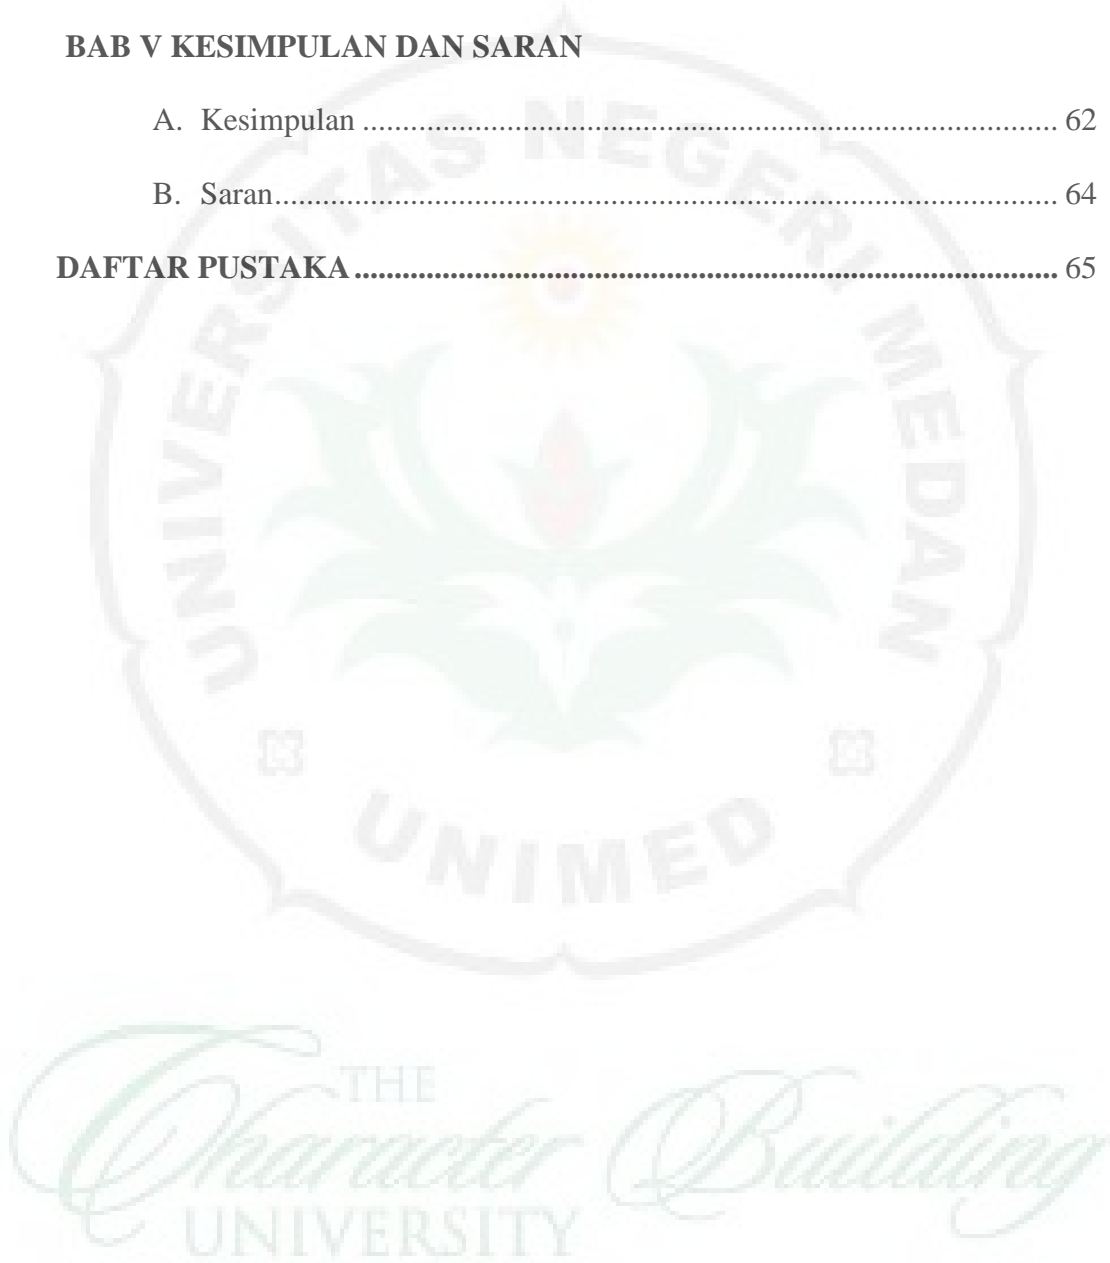 BAB V KESIMPULAN DAN SARAN
A. Kesimpulan ........................................................................................ 62
B. Saran................................................................................................... 64
DAFTAR PUSTAKA......................................................................................... 65
UNIVERSITAS NEGERI MEDAN
UNIMED
THE
Character Building
UNIVERSITY